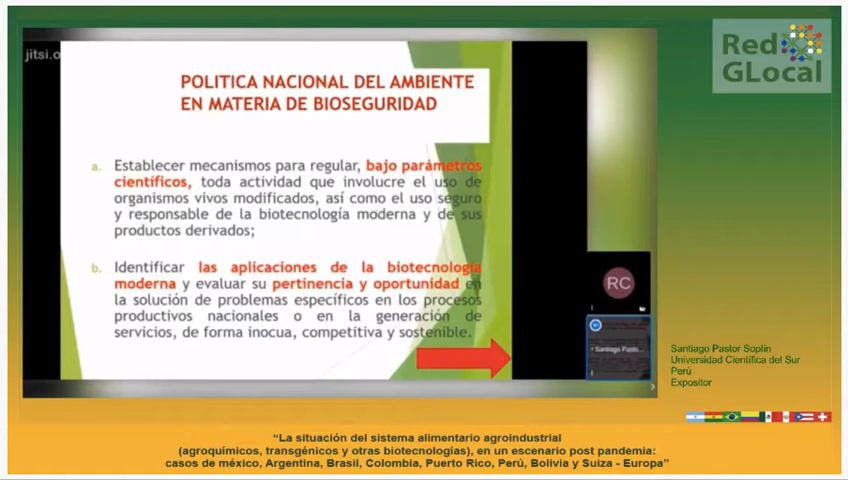 jitsi.o
Red
GLocal
POLITICA NACIONAL DEL AMBIENTE
EN MATERIA DE BIOSEGURIDAD
a. Establecer mecanismos para regular, bajo parámetros
científicos, toda actividad que involucre el uso de
organismos vivos modificados, así como el uso seguro
y responsable de la biotecnología moderna y de sus
productos derivados;
b. Identificar las aplicaciones de la biotecnología
moderna y evaluar su pertinencia y oportunidad en
la solución de problemas específicos en los procesos
productivos nacionales o en la generación de
servicios, de forma inocua, competitiva y sostenible.
RC
Santiago Pasto...
Santiago Pastor Soplín
Universidad Científica del Sur
Perú
Expositor
“La situación del sistema alimentario agroindustrial
(agroquímicos, transgénicos y otras biotecnologías), en un escenario post pandemia:
casos de méxico, Argentina, Brasil, Colombia, Puerto Rico, Perú, Bolivia y Suiza - Europa”